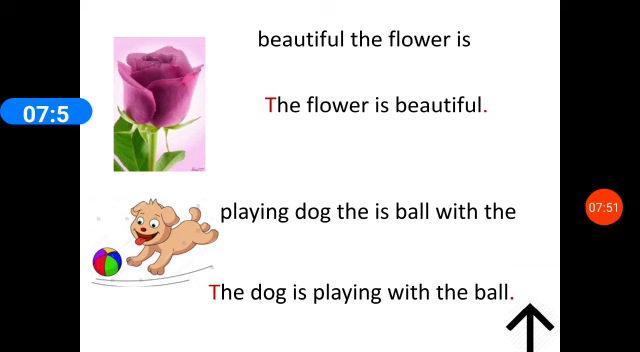 beautiful the flower is
The flower is beautiful.
07:5
playing dog the is ball with the
07:51
The dog is playing with the ball.